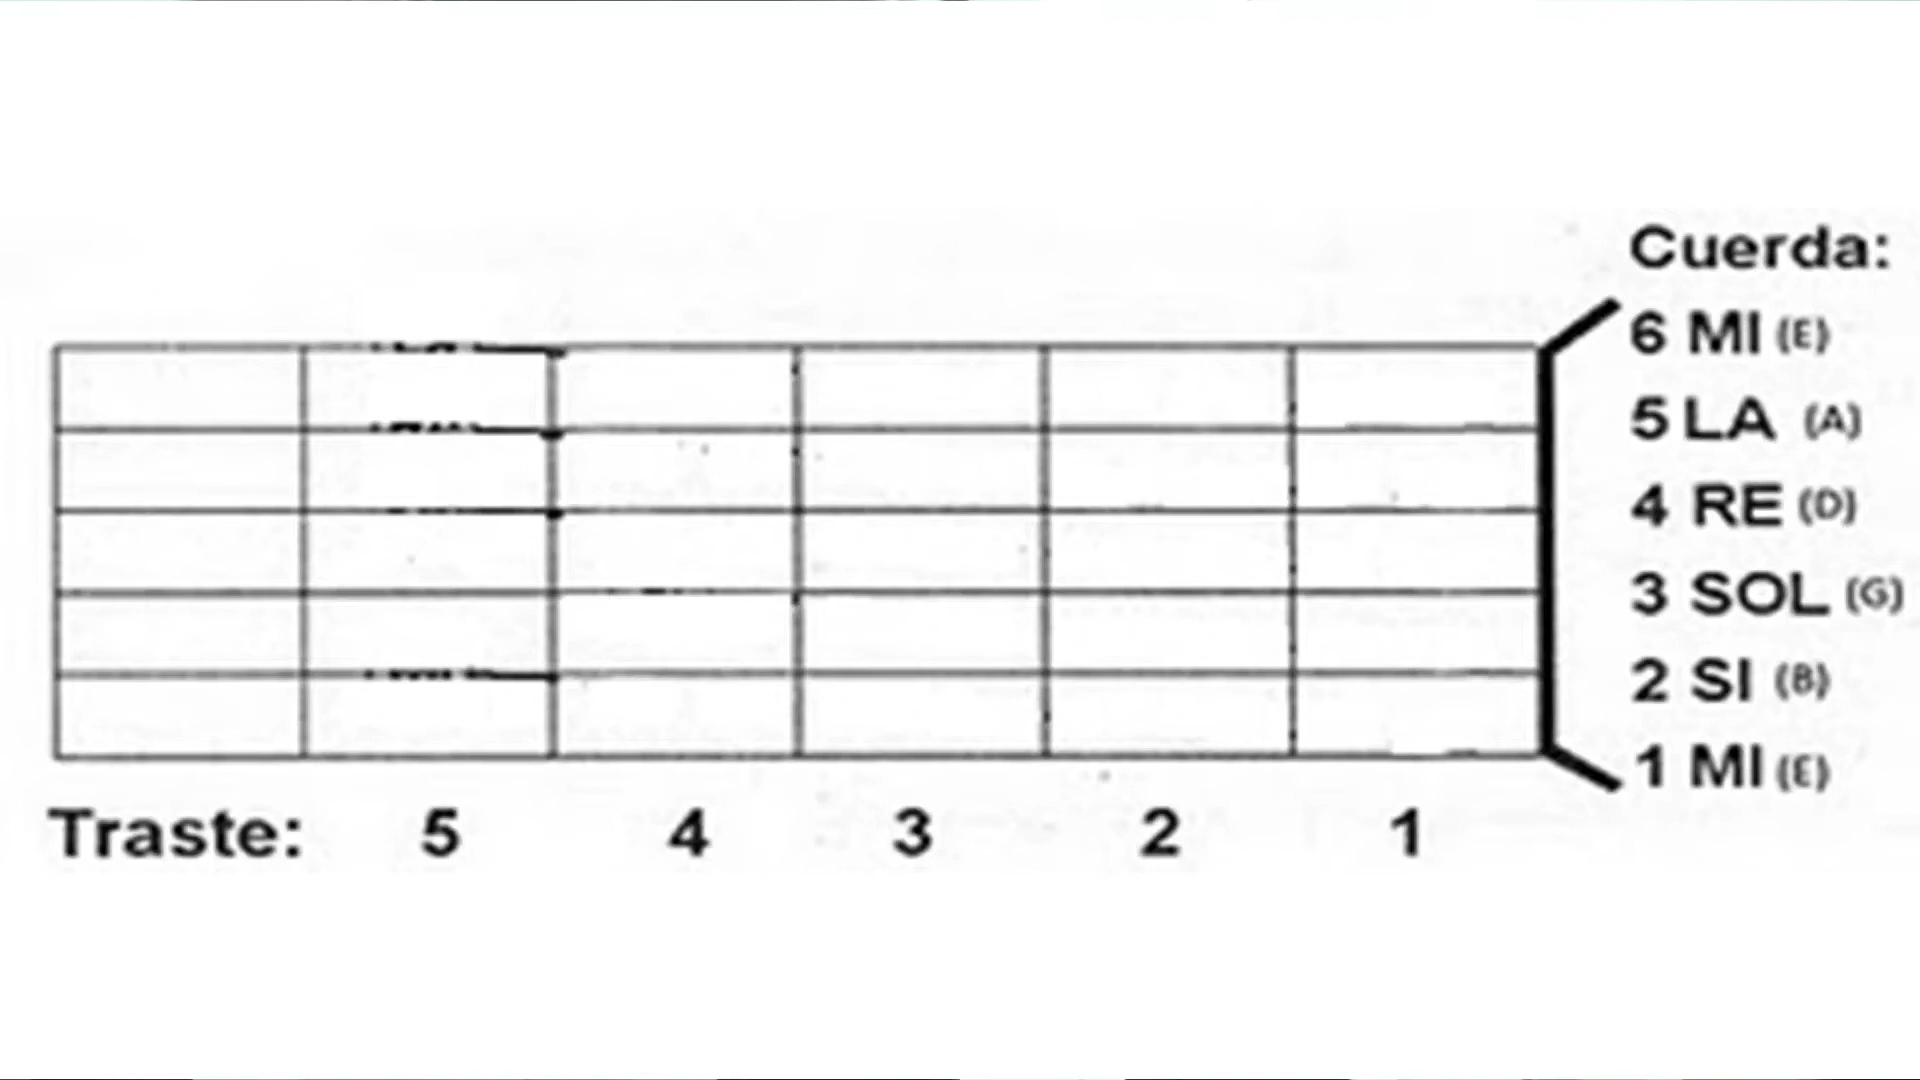 Cuerda:
6 MI (E)
5 LA (A)
4 RE (D)
3 SOL (G)
2 SI (B)
1 MI (E)
Traste: 5 4 3 2 1